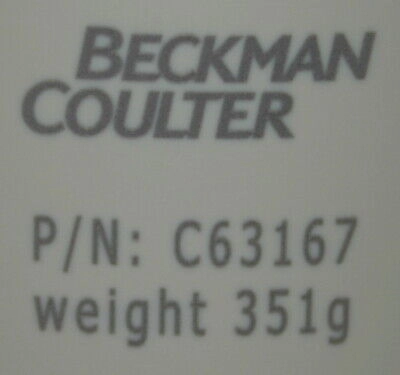 BECKMAN
COULTER
P/N: C63167
weight 351g